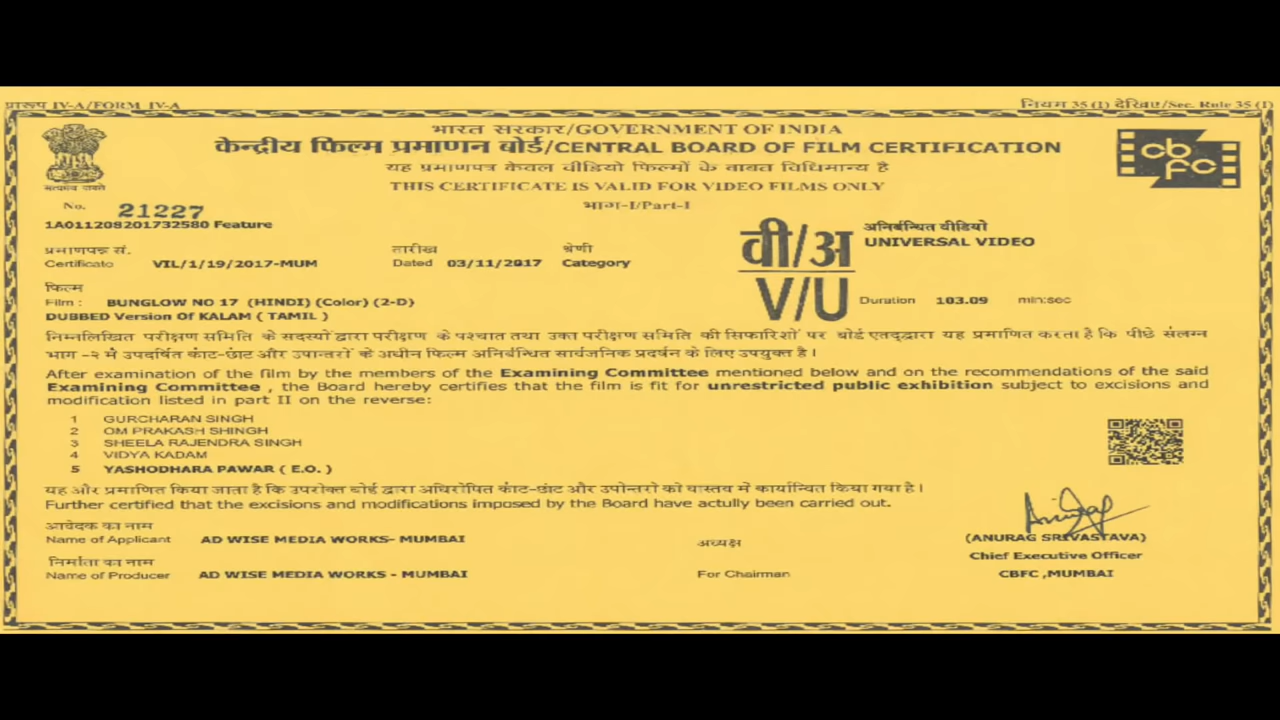 प्रारूप IV-A/FORM IV-A
नियम 35 (I) देखिए/Sec. Rule 35 (I)
भारत सरकार/GOVERNMENT OF INDIA
केन्द्रीय फिल्म प्रमाणन बोर्ड/CENTRAL BOARD OF FILM CERTIFICATION
cb
fc
यह प्रमाणपत्र केवल वीडियो फिल्मों के बाबत विधिमान्य है
सत्यमेव जयते
THIS CERTIFICATE IS VALID FOR VIDEO FILMS ONLY
No. 21227
भाग-I/Part-I
1A011208201732580 Feature
वी/अ
V/U
अनिर्बन्धित वीडियो
UNIVERSAL VIDEO
प्रमाणपत्र सं. तारीख श्रेणी
Certificate VIL/1/19/2017-MUM Dated 03/11/2017 Category
फिल्म
Film : BUNGLOW NO 17 (HINDI) (Color) (2-D) Duration 103.09 min:sec
DUBBED Version Of KALAM ( TAMIL )
निम्नलिखित परीक्षण समिति के सदस्यों द्वारा परीक्षण के पश्चात तथा उक्त परीक्षण समिति की सिफारिशों पर बोर्ड एतद्द्वारा यह प्रमाणित करता है कि पीछे संलग्न
भाग -२ में उपदर्षित कांट-छांट और उपान्तरों के अधीन फिल्म अनिर्बन्धित सार्वजनिक प्रदर्षन के लिए उपयुक्त है।
After examination of the film by the members of the Examining Committee mentioned below and on the recommendations of the said
Examining Committee , the Board hereby certifies that the film is fit for unrestricted public exhibition subject to excisions and
modification listed in part II on the reverse:
1 GURCHARAN SINGH
2 OM PRAKASH SHINGH
3 SHEELA RAJENDRA SINGH
4 VIDYA KADAM
5 YASHODHARA PAWAR ( E.O. )
यह और प्रमाणित किया जाता है कि उपरोक्त बोर्ड द्वारा अधिरोपित कांट-छांट और उपोन्तरों को वास्तव में कार्यान्वित किया गया है।
Further certified that the excisions and modifications imposed by the Board have actully been carried out.
आवेदक का नाम
Name of Applicant AD WISE MEDIA WORKS- MUMBAI
अध्यक्ष
(ANURAG SRIVASTAVA)
Chief Executive Officer
निर्माता का नाम
Name of Producer AD WISE MEDIA WORKS - MUMBAI
For Chairman
CBFC ,MUMBAI